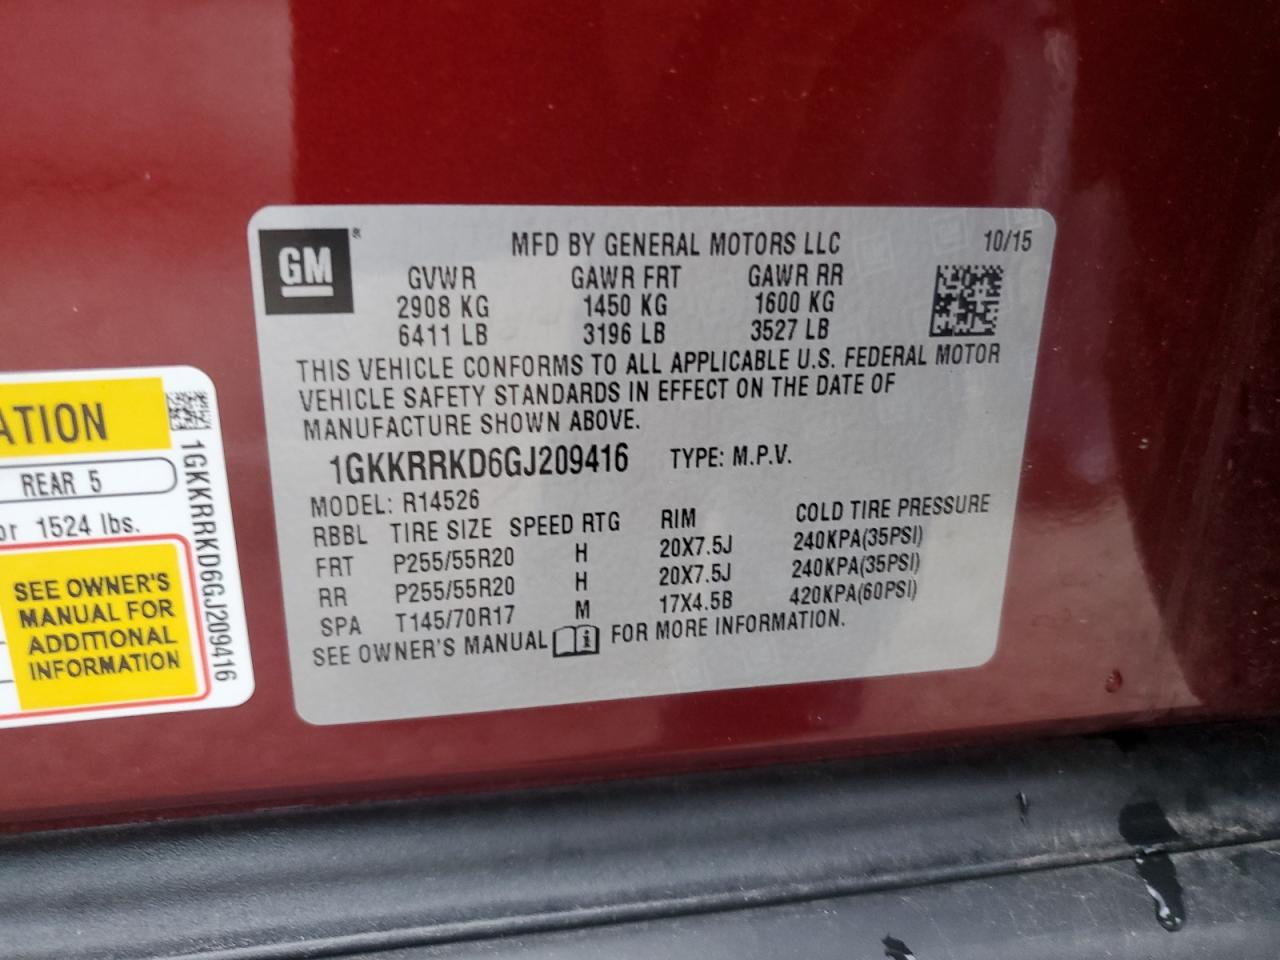 GM ®
MFD BY GENERAL MOTORS LLC 10/15
GVWR GAWR FRT GAWR RR
2908 KG 1450 KG 1600 KG
6411 LB 3196 LB 3527 LB
THIS VEHICLE CONFORMS TO ALL APPLICABLE U.S. FEDERAL MOTOR
VEHICLE SAFETY STANDARDS IN EFFECT ON THE DATE OF
MANUFACTURE SHOWN ABOVE.
1GKKRRKD6GJ209416 TYPE: M.P.V.
MODEL: R14526
RBBL TIRE SIZE SPEED RTG RIM COLD TIRE PRESSURE
FRT P255/55R20 H 20X7.5J 240KPA(35PSI)
RR P255/55R20 H 20X7.5J 240KPA(35PSI)
SPA T145/70R17 M 17X4.5B 420KPA(60PSI)
SEE OWNER'S MANUAL i FOR MORE INFORMATION.
ATION
REAR 5
or 1524 lbs.
SEE OWNER'S
MANUAL FOR
ADDITIONAL
INFORMATION
1GKKRRKD6GJ209416